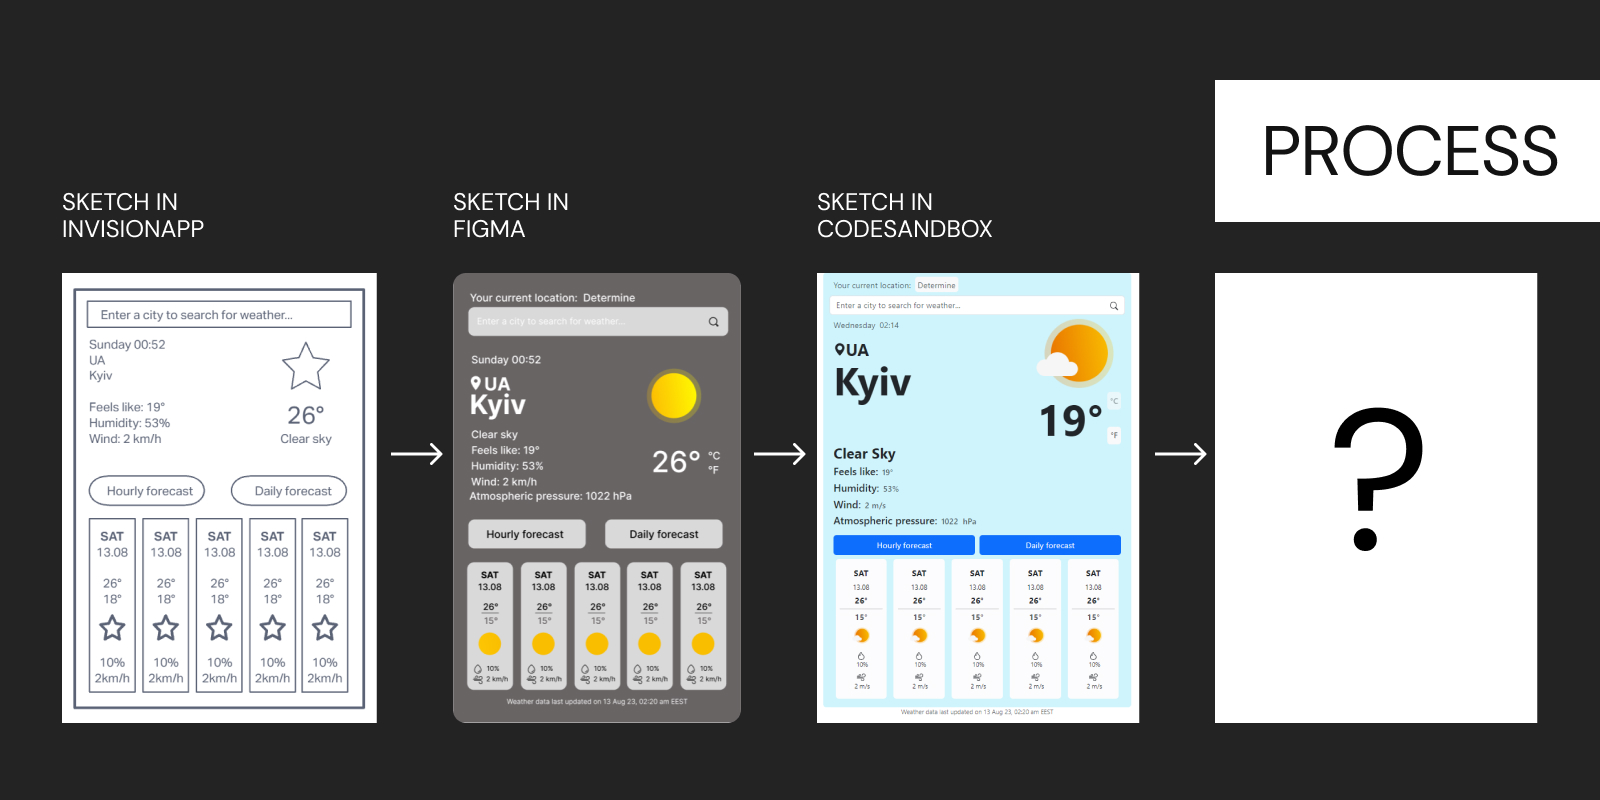 PROCESS
SKETCH IN
INVISIONAPP
Enter a city to search for weather...
Sunday 00:52
UA
Kyiv
Feels like: 19°
Humidity: 53%
Wind: 2 km/h
26°
Clear sky
Hourly forecast
Daily forecast
SAT SAT SAT SAT SAT
13.08 13.08 13.08 13.08 13.08
26° 26° 26° 26° 26°
18° 18° 18° 18° 18°
10% 10% 10% 10% 10%
2km/h 2km/h 2km/h 2km/h 2km/h
SKETCH IN
FIGMA
Your current location: Determine
Enter a city to search for weather...
Sunday 00:52
UA
Kyiv
Clear sky
Feels like: 19°
Humidity: 53%
Wind: 2 km/h
Atmospheric pressure: 1022 hPa
26° °C
°F
Hourly forecast
Daily forecast
SAT SAT SAT SAT SAT
13.08 13.08 13.08 13.08 13.08
26° 26° 26° 26° 26°
15° 15° 15° 15° 15°
10% 10% 10% 10% 10%
2 km/h 2 km/h 2 km/h 2 km/h 2 km/h
Weather data last updated on 13 Aug 23, 02:20 am EEST
SKETCH IN
CODESANDBOX
Your current location: Determine
Enter a city to search for weather...
Wednesday 02:14
UA
Kyiv
19° °C
°F
Clear Sky
Feels like: 19°
Humidity: 53%
Wind: 2 m/s
Atmospheric pressure: 1022 hPa
Hourly forecast
Daily forecast
SAT SAT SAT SAT SAT
13.08 13.08 13.08 13.08 13.08
26° 26° 26° 26° 26°
15° 15° 15° 15° 15°
10% 10% 10% 10% 10%
2 m/s 2 m/s 2 m/s 2 m/s 2 m/s
Weather data last updated on 13 Aug 23, 02:20 am EEST
?